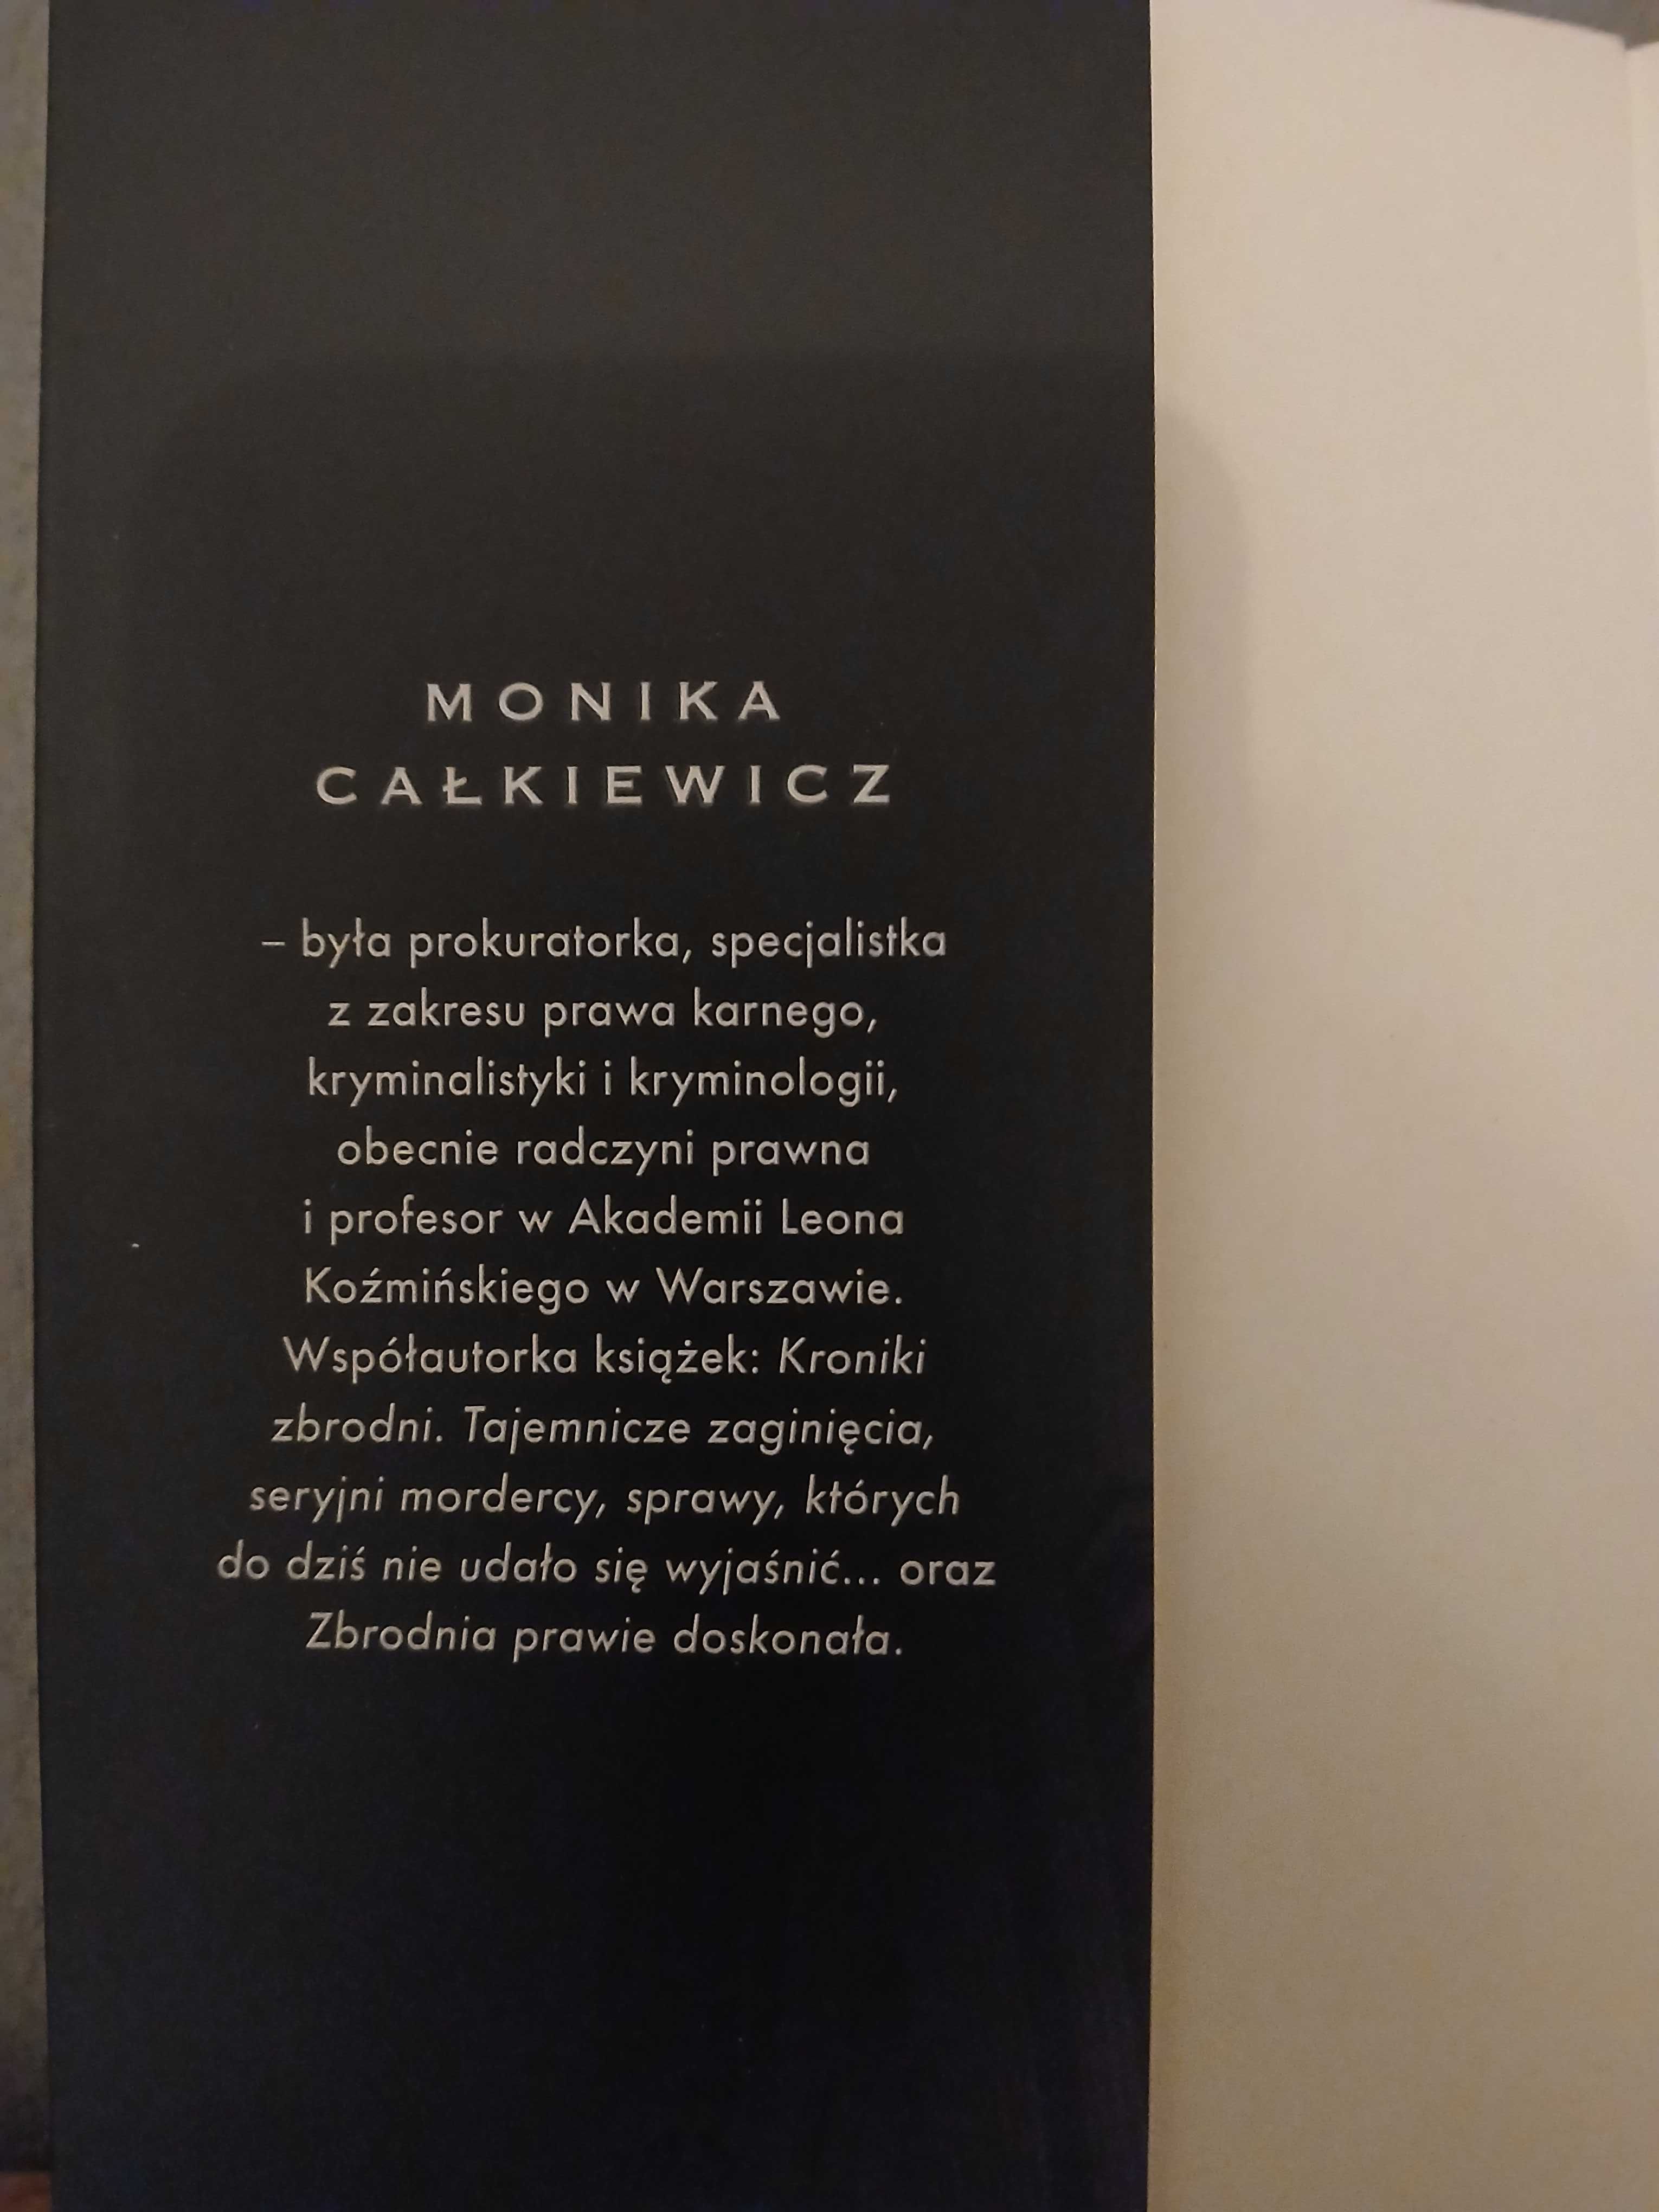 MONIKA
CAŁKIEWICZ
– była prokuratorka, specjalistka
z zakresu prawa karnego,
kryminalistyki i kryminologii,
obecnie radczyni prawna
i profesor w Akademii Leona
Koźmińskiego w Warszawie.
Współautorka książek: Kroniki
zbrodni. Tajemnicze zaginięcia,
seryjni mordercy, sprawy, których
do dziś nie udało się wyjaśnić... oraz
Zbrodnia prawie doskonała.